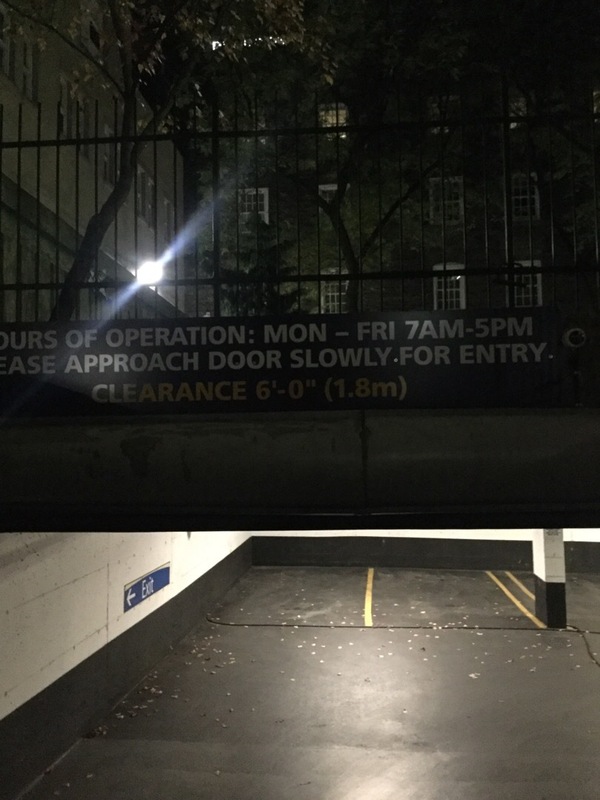 OURS OF OPERATION: MON – FRI 7AM-5PM
EASE APPROACH DOOR SLOWLY.FOR ENTRY.
CLEARANCE 6'-0" (1.8m)
← Exit